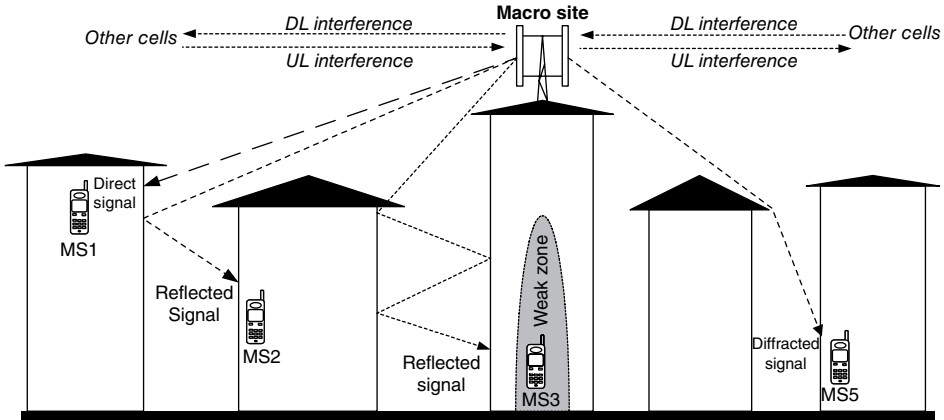 Macro site
DL interference
DL interference
Other cells
Other cells
UL interference
UL interference
Direct
signal
MS1
Weak zone
Reflected
Signal
MS2
Reflected
signal
MS3
Diffracted
signal
MS5